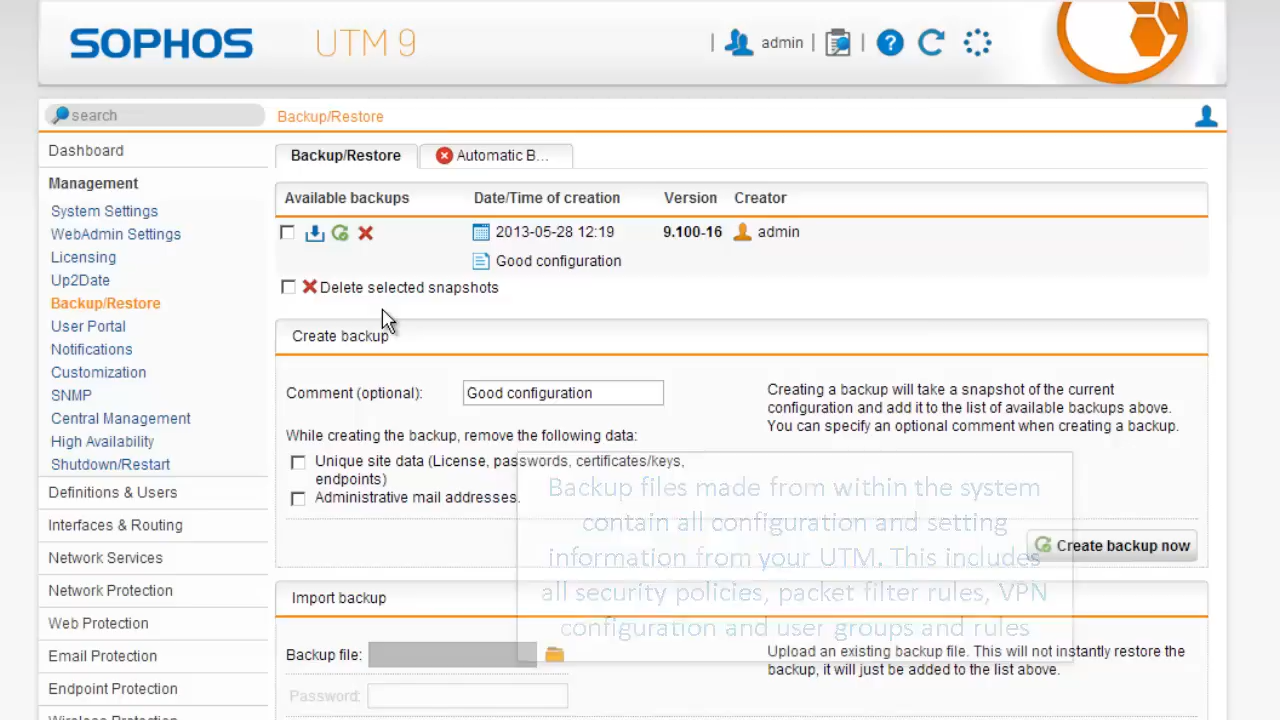 SOPHOS UTM 9
admin
search
Backup/Restore
Dashboard
Management
System Settings
WebAdmin Settings
Licensing
Up2Date
Backup/Restore
User Portal
Notifications
Customization
SNMP
Central Management
High Availability
Shutdown/Restart
Definitions & Users
Interfaces & Routing
Network Services
Network Protection
Web Protection
Email Protection
Endpoint Protection
Wireless Protection
Backup/Restore
Automatic B...
Available backups Date/Time of creation Version Creator
2013-05-28 12:19 9.100-16 admin
Good configuration
Delete selected snapshots
Create backup
Comment (optional): Good configuration
Creating a backup will take a snapshot of the current
configuration and add it to the list of available backups above.
You can specify an optional comment when creating a backup.
While creating the backup, remove the following data:
Unique site data (License, passwords, certificates/keys,
endpoints)
Administrative mail addresses.
Backup files made from within the system
contain all configuration and setting
information from your UTM. This includes
all security policies, packet filter rules, VPN
configuration and user groups and rules
Create backup now
Import backup
Backup file:
Upload an existing backup file. This will not instantly restore the
backup, it will just be added to the list above.
Password: